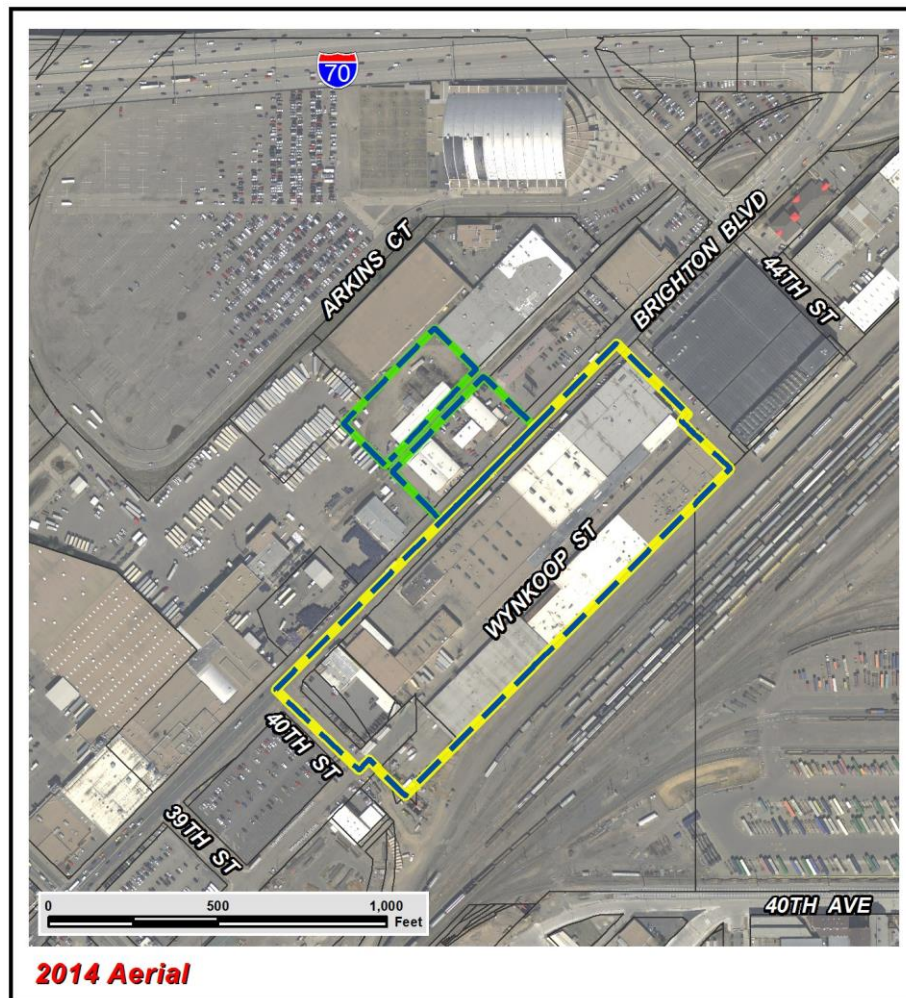 70
ARKINS CT
BRIGHTON BLVD
44TH ST
WYNKOOP ST
40TH ST
39TH ST
0 500 1,000
Feet
40TH AVE
2014 Aerial